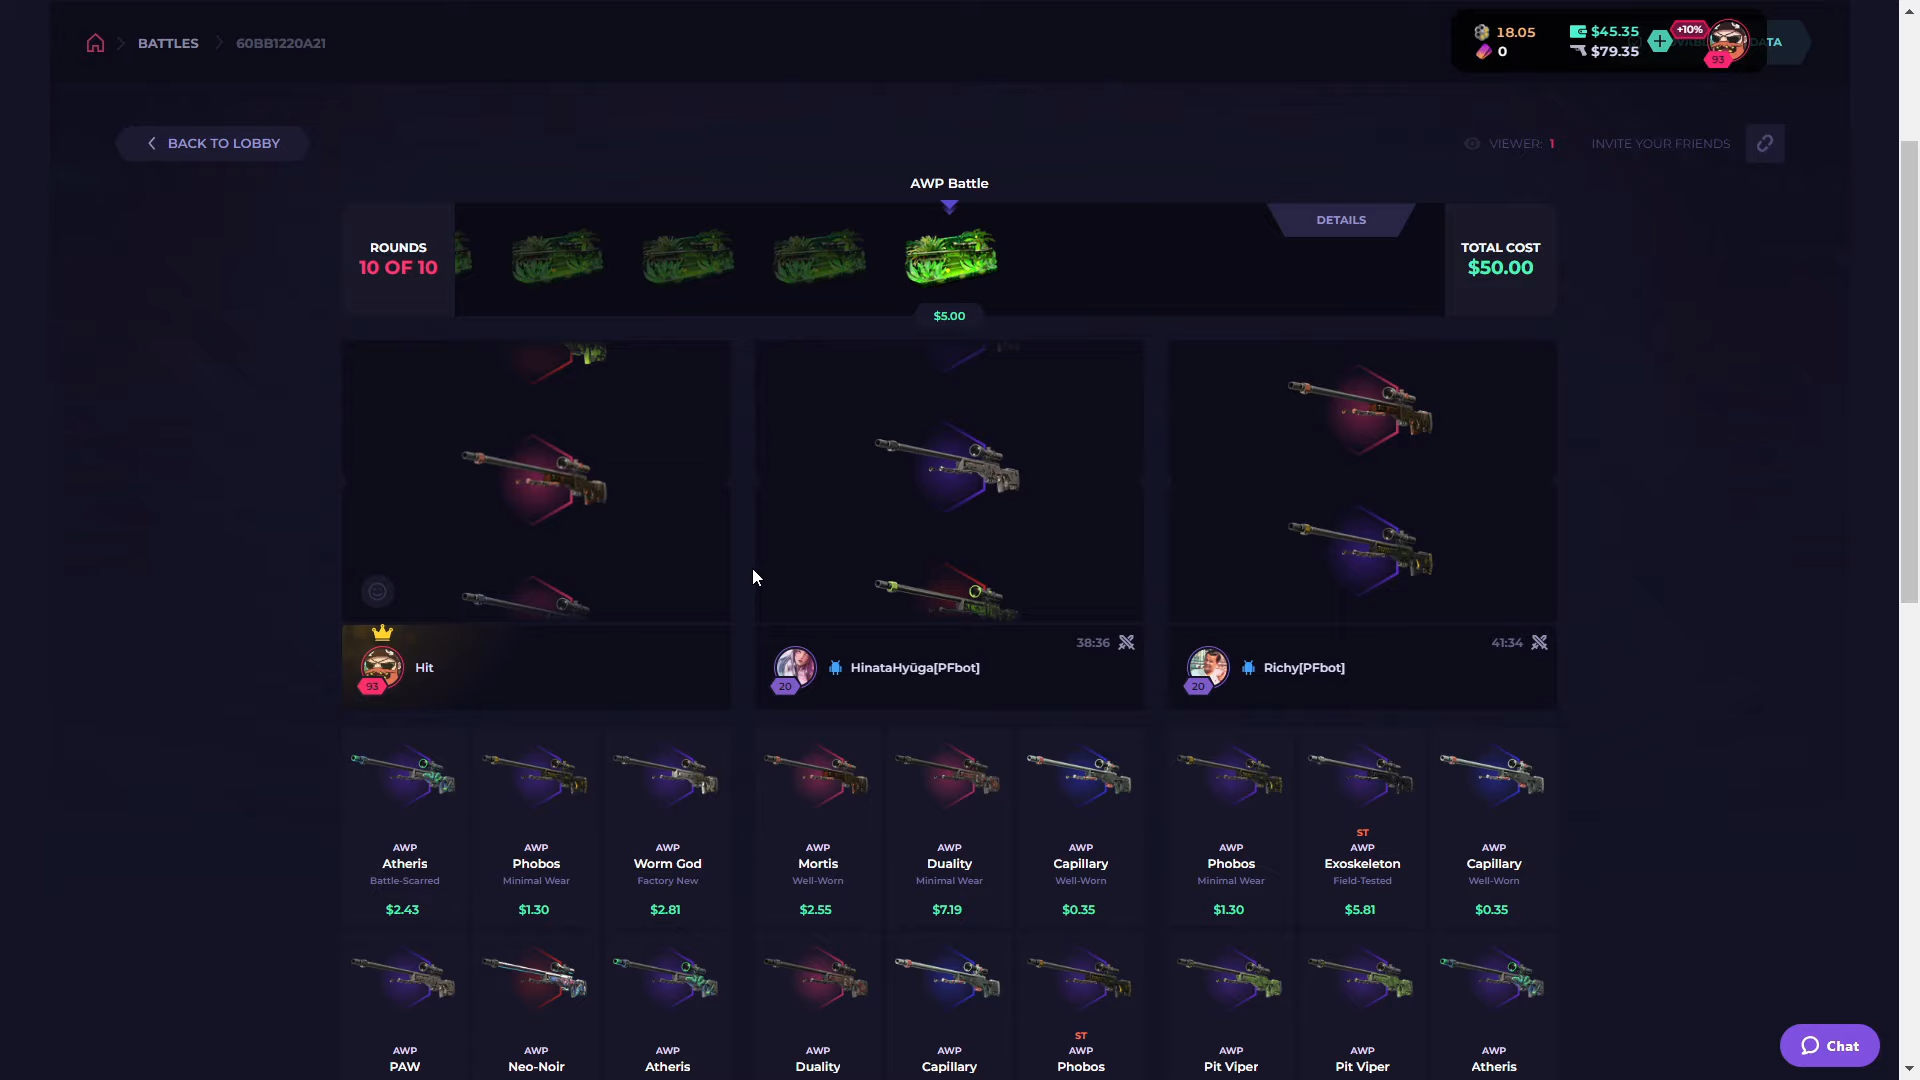 BATTLES
60BB1220A21
18.05
0
$45.35
$79.35
+10%
93
ATA
BACK TO LOBBY
VIEWER: 1
INVITE YOUR FRIENDS
AWP Battle
ROUNDS
10 OF 10
DETAILS
TOTAL COST
$50.00
$5.00
93
Hit
38:36
20
HinataHyūga[PFbot]
41:34
20
Richy[PFbot]
AWP
Atheris
Battle-Scarred
$2.43
AWP
Phobos
Minimal Wear
$1.30
AWP
Worm God
Factory New
$2.81
AWP
Mortis
Well-Worn
$2.55
AWP
Duality
Minimal Wear
$7.19
AWP
Capillary
Well-Worn
$0.35
AWP
Phobos
Minimal Wear
$1.30
ST
AWP
Exoskeleton
Field-Tested
$5.81
AWP
Capillary
Well-Worn
$0.35
AWP
PAW
AWP
Neo-Noir
AWP
Atheris
AWP
Duality
AWP
Capillary
ST
AWP
Phobos
AWP
Pit Viper
AWP
Pit Viper
AWP
Atheris
Chat